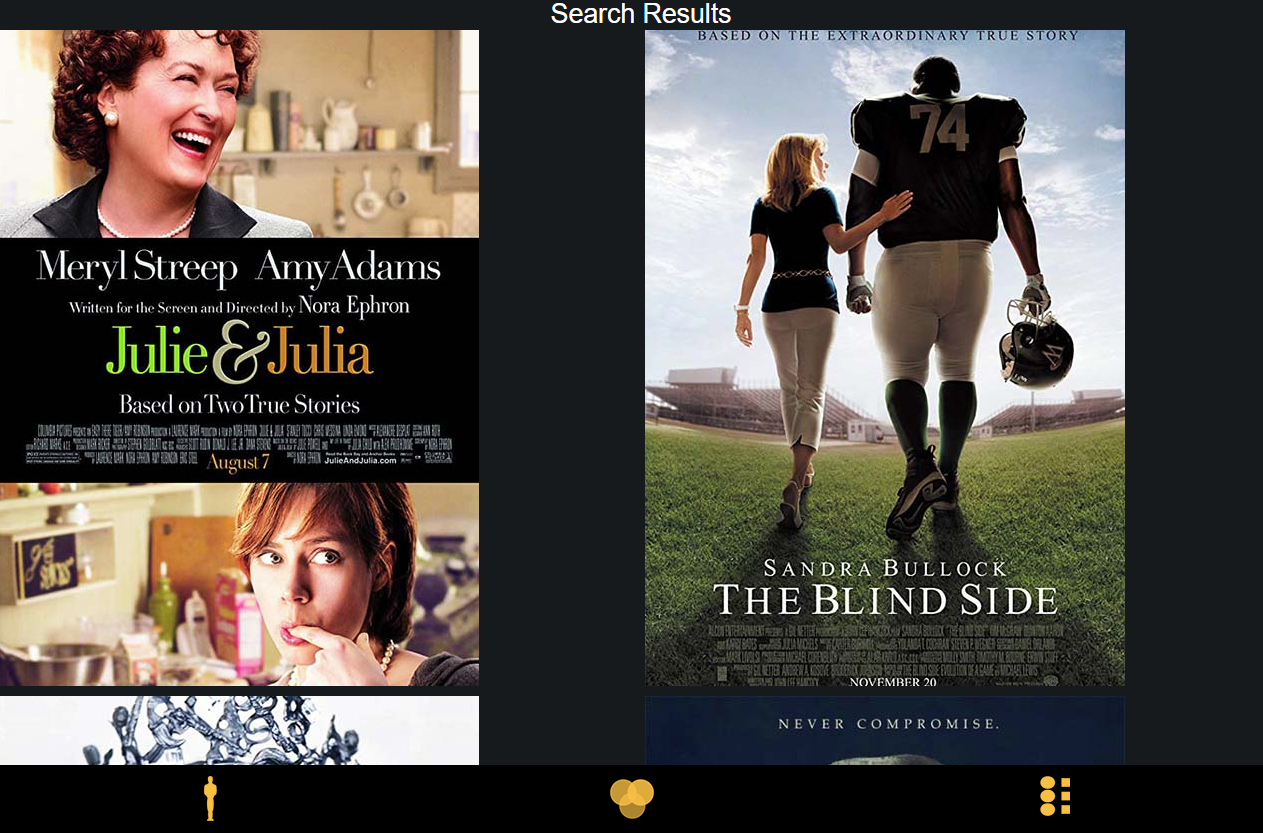 Search Results
Meryl Streep Amy Adams
Written for the Screen and Directed by Nora Ephron
Julie & Julia
Based on Two True Stories
August 7
JulieAndJulia.com
BASED ON THE EXTRAORDINARY TRUE STORY
74
W
SANDRA BULLOCK
THE BLIND SIDE
NOVEMBER 20
NEVER COMPROMISE.